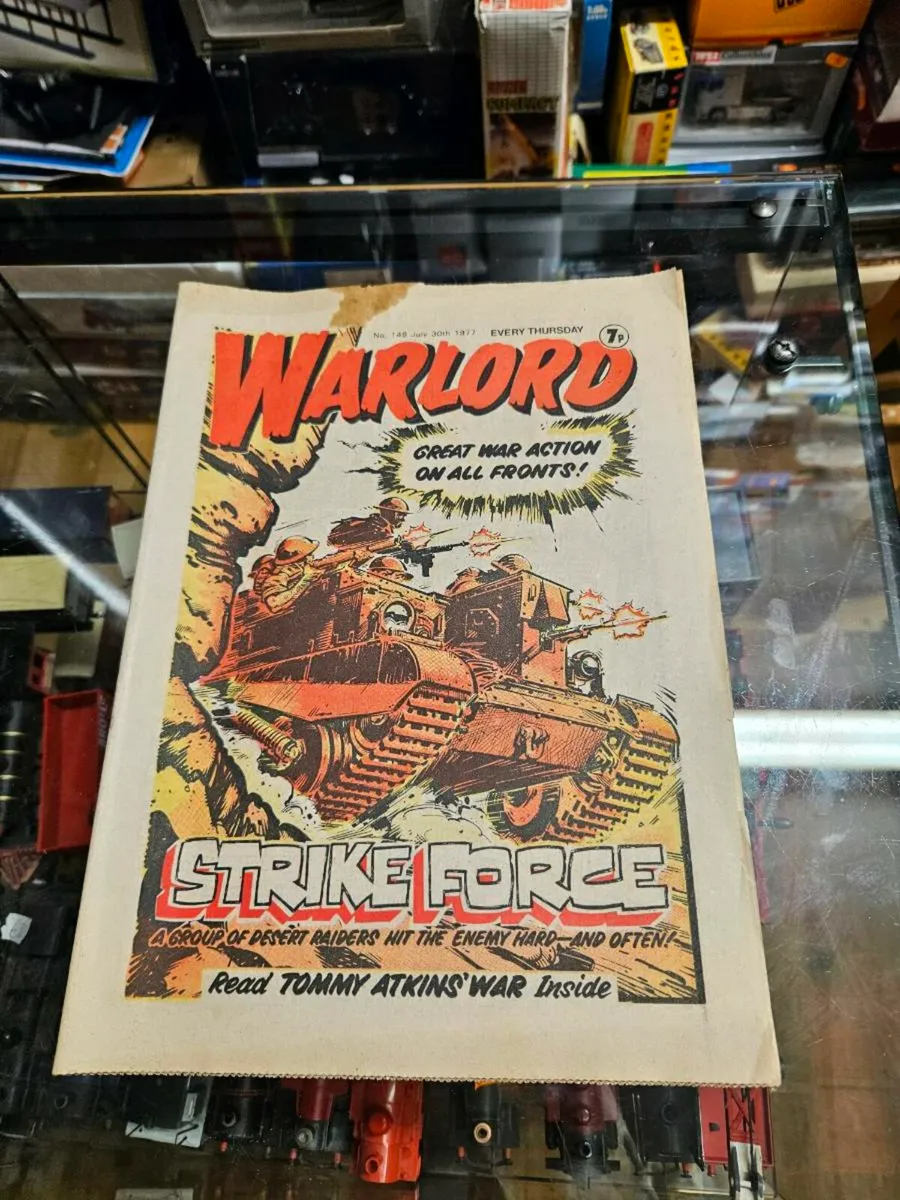 No. 149 July 30th 1977 EVERY THURSDAY 7p
WARLORD
GREAT WAR ACTION
ON ALL FRONTS!
STRIKE FORCE
A GROUP OF DESERT RAIDERS HIT THE ENEMY HARD—AND OFTEN!
Read TOMMY ATKINS' WAR Inside